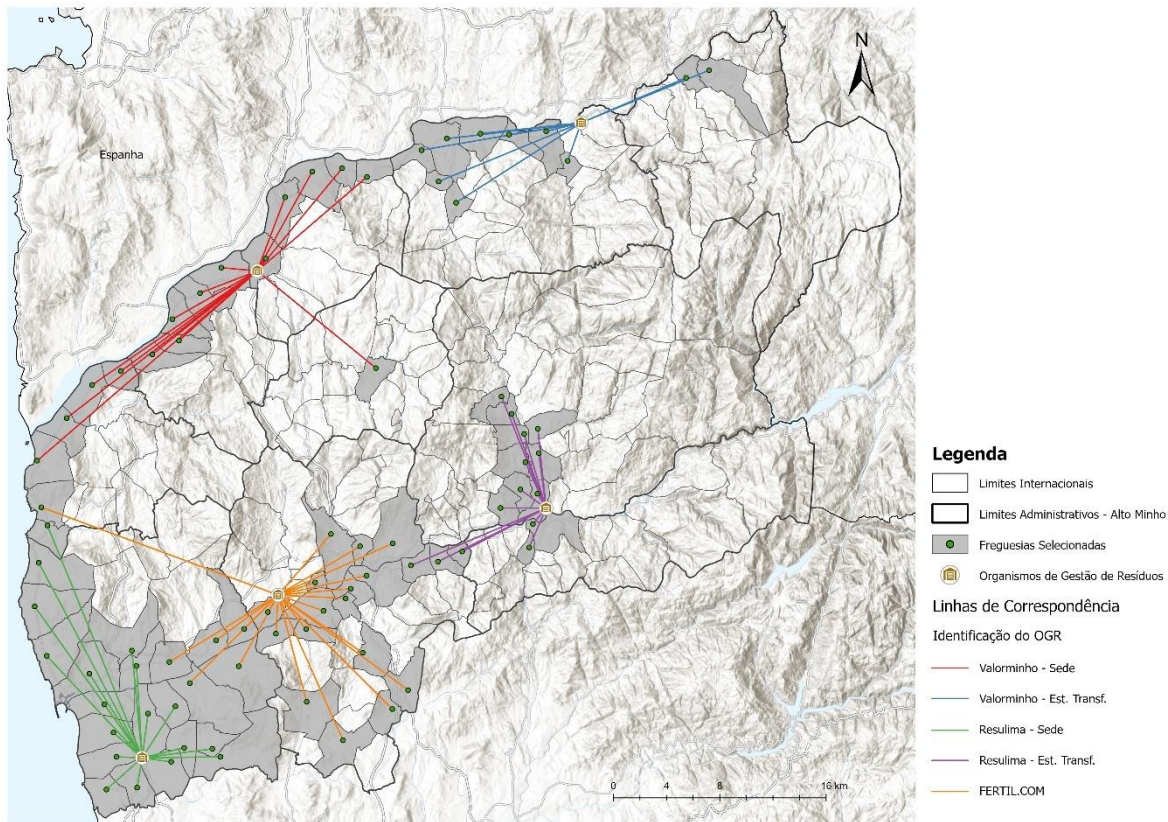 N
Espanha
Legenda
Limites Internacionais
Limites Administrativos - Alto Minho
Freguesias Selecionadas
Organismos de Gestão de Resíduos
Linhas de Correspondência
Identificação do OGR
Valorminho - Sede
Valorminho - Est. Transf.
Resulima - Sede
Resulima - Est. Transf.
FERTIL.COM
0 4 8 16 km